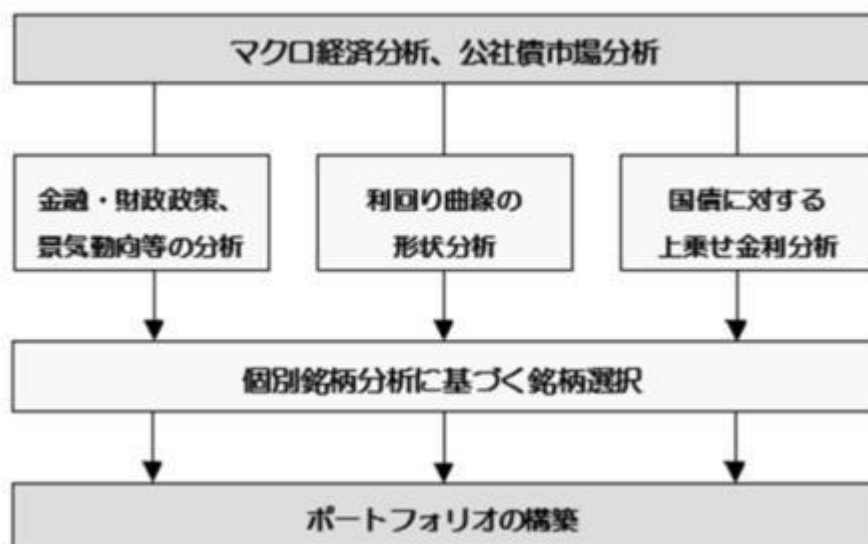 マクロ経済分析、公社債市場分析
金融・財政政策、
景気動向等の分析
利回り曲線の
形状分析
国債に対する
上乗せ金利分析
個別銘柄分析に基づく銘柄選択
ポートフォリオの構築